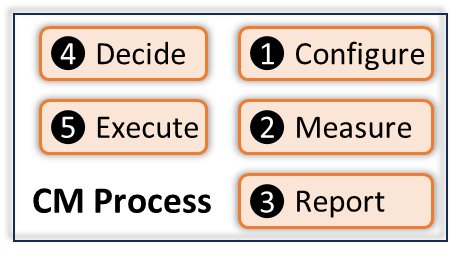 ❹ Decide
❶ Configure
❺ Execute
❷ Measure
CM Process
❸ Report